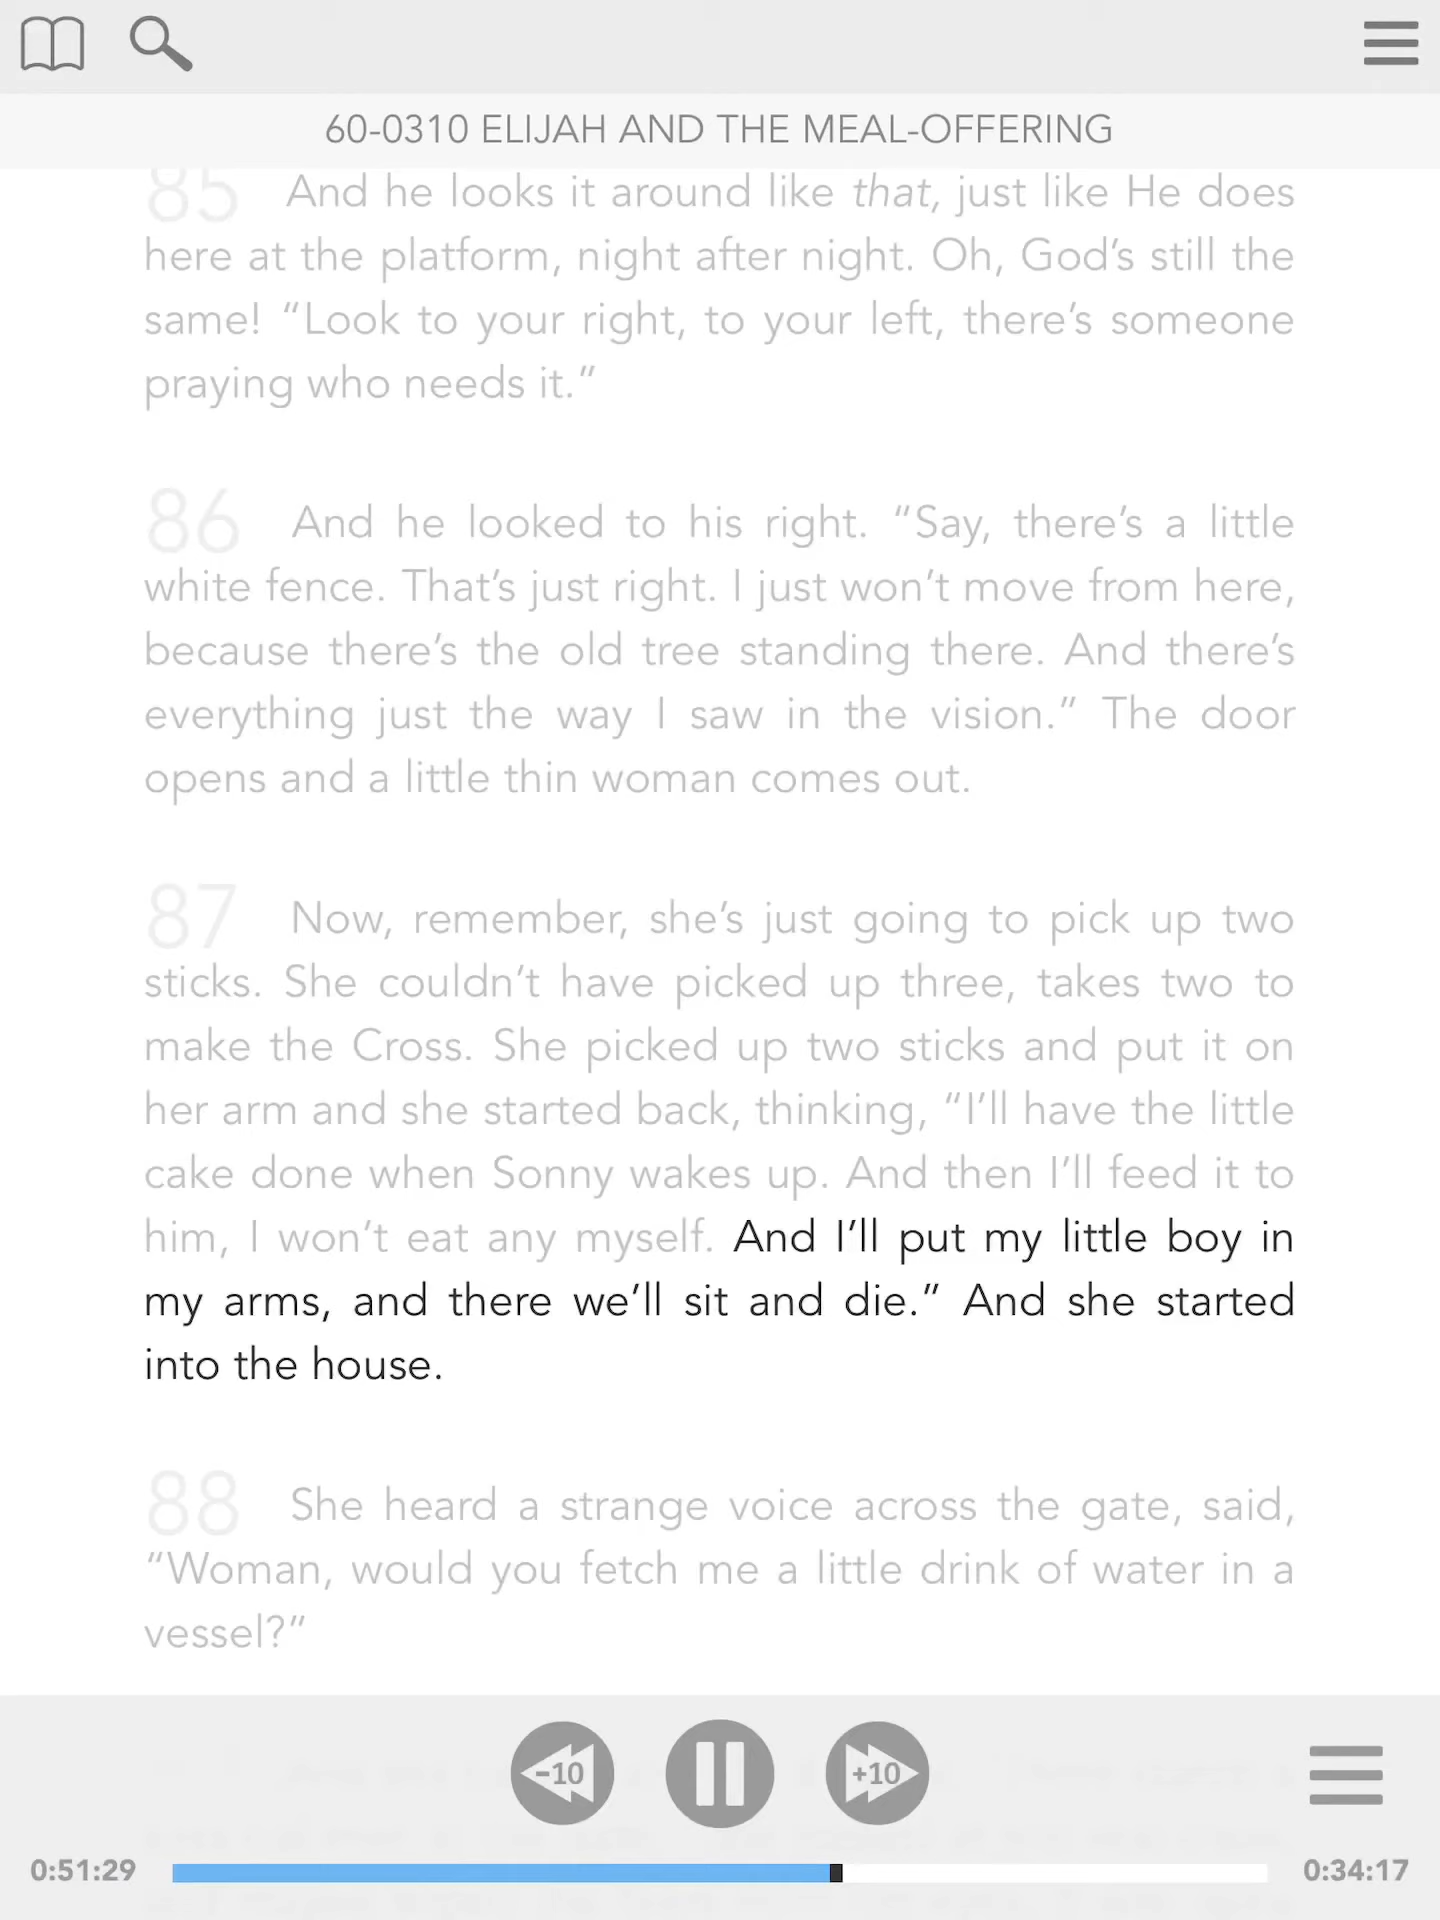 60-0310 ELIJAH AND THE MEAL-OFFERING
85 And he looks it around like that, just like He does
here at the platform, night after night. Oh, God’s still the
same! “Look to your right, to your left, there’s someone
praying who needs it.”
86 And he looked to his right. “Say, there’s a little
white fence. That’s just right. I just won’t move from here,
because there’s the old tree standing there. And there’s
everything just the way I saw in the vision.” The door
opens and a little thin woman comes out.
87 Now, remember, she’s just going to pick up two
sticks. She couldn’t have picked up three, takes two to
make the Cross. She picked up two sticks and put it on
her arm and she started back, thinking, “I’ll have the little
cake done when Sonny wakes up. And then I’ll feed it to
him, I won’t eat any myself. And I’ll put my little boy in
my arms, and there we’ll sit and die.” And she started
into the house.
88 She heard a strange voice across the gate, said,
“Woman, would you fetch me a little drink of water in a
vessel?”
-10 +10
0:51:29 0:34:17